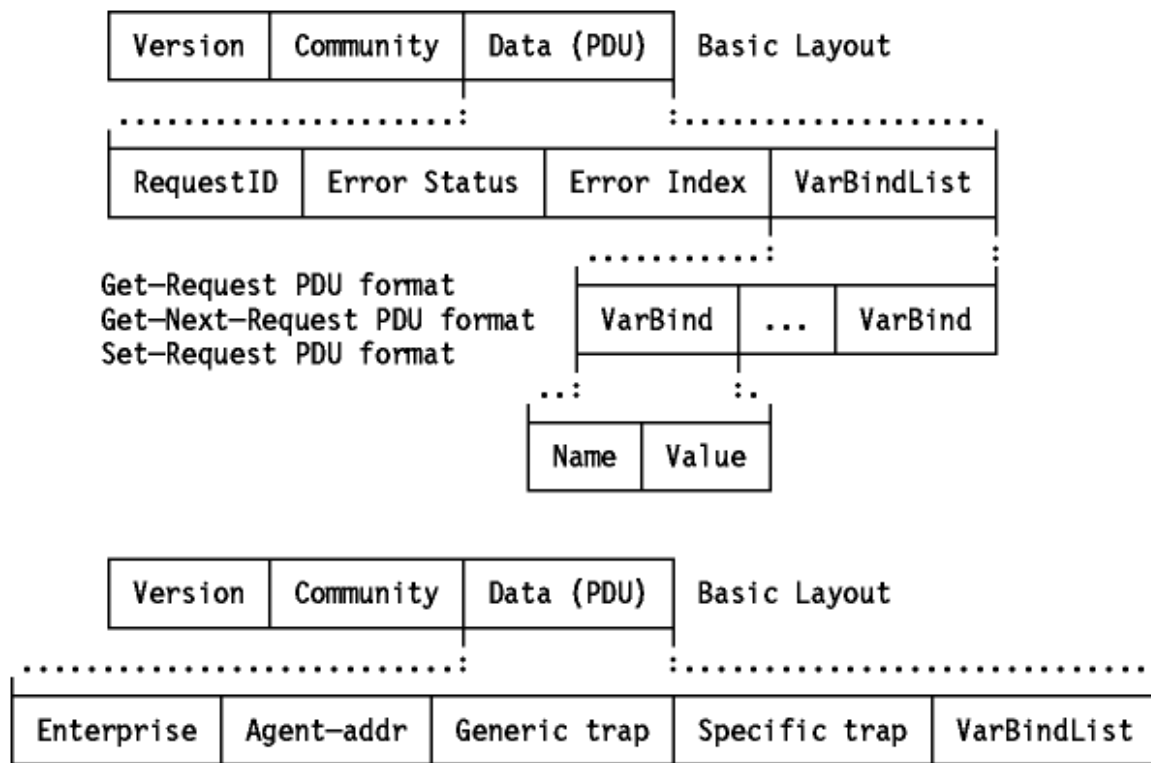 Version Community Data (PDU) Basic Layout
RequestID Error Status Error Index VarBindList
Get-Request PDU format
Get-Next-Request PDU format
Set-Request PDU format
VarBind ... VarBind
Name Value
Version Community Data (PDU) Basic Layout
Enterprise Agent-addr Generic trap Specific trap VarBindList